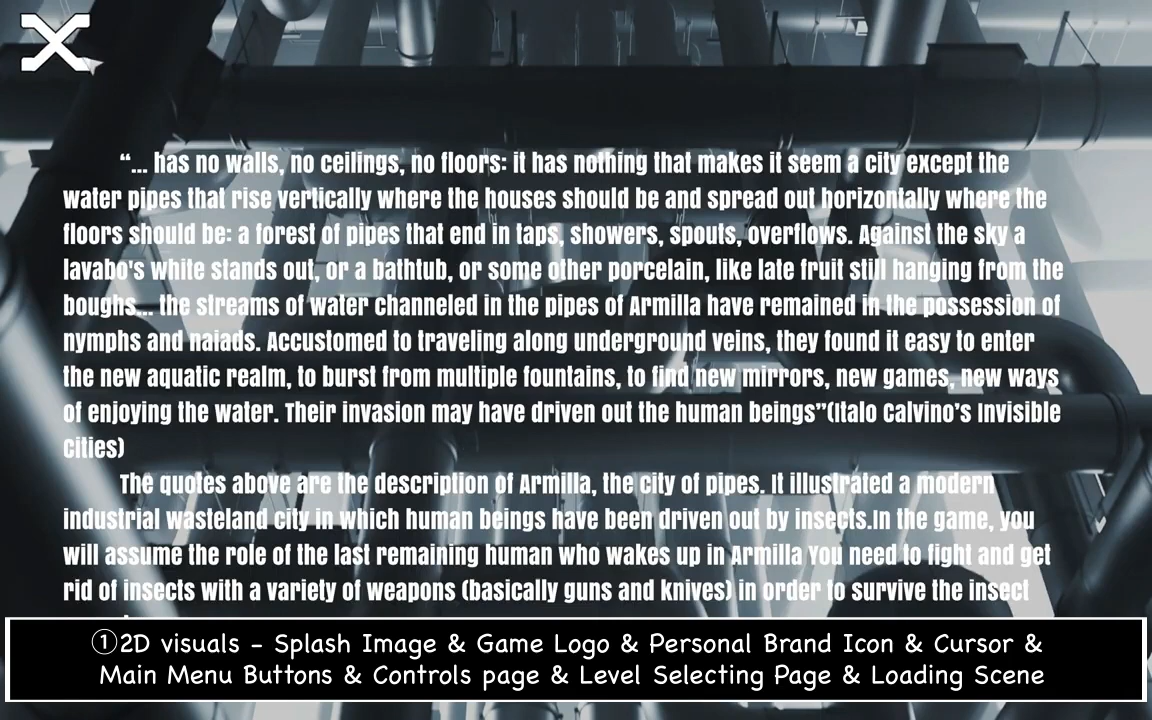 “... has no walls, no ceilings, no floors: it has nothing that makes it seem a city except the
water pipes that rise vertically where the houses should be and spread out horizontally where the
floors should be: a forest of pipes that end in taps, showers, spouts, overflows. Against the sky a
lavabo's white stands out, or a bathtub, or some other porcelain, like late fruit still hanging from the
boughs... the streams of water channeled in the pipes of Armilla have remained in the possession of
nymphs and naiads. Accustomed to traveling along underground veins, they found it easy to enter
the new aquatic realm, to burst from multiple fountains, to find new mirrors, new games, new ways
of enjoying the water. Their invasion may have driven out the human beings”(Italo Calvino’s Invisible
Cities)
The quotes above are the description of Armilla, the city of pipes. It illustrated a modern
industrial wasteland city in which human beings have been driven out by insects.In the game, you
will assume the role of the last remaining human who wakes up in Armilla You need to fight and get
rid of insects with a variety of weapons (basically guns and knives) in order to survive the insect
①2D visuals – Splash Image & Game Logo & Personal Brand Icon & Cursor &
Main Menu Buttons & Controls page & Level Selecting Page & Loading Scene